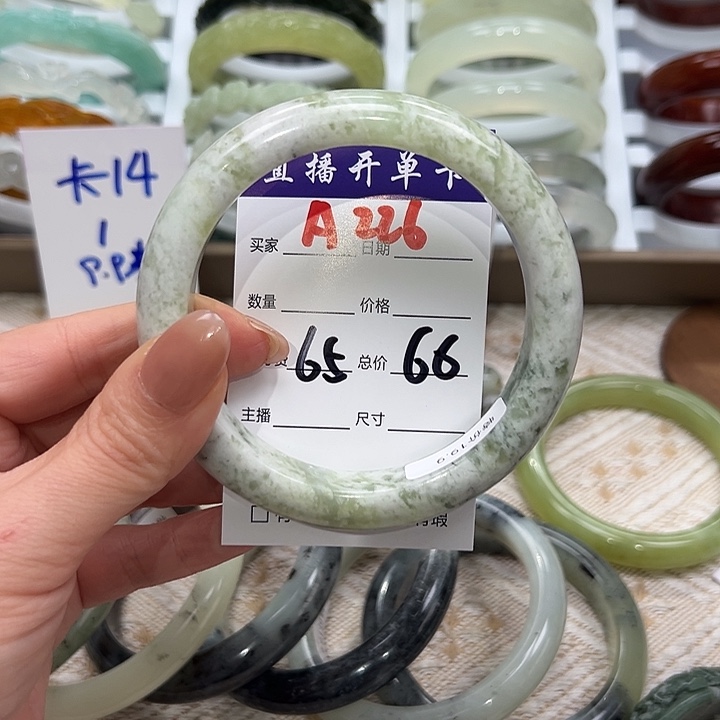 直播开单卡
A 226
买家 日期
数量 价格
65 总价 66
主播 尺寸
卡14
1